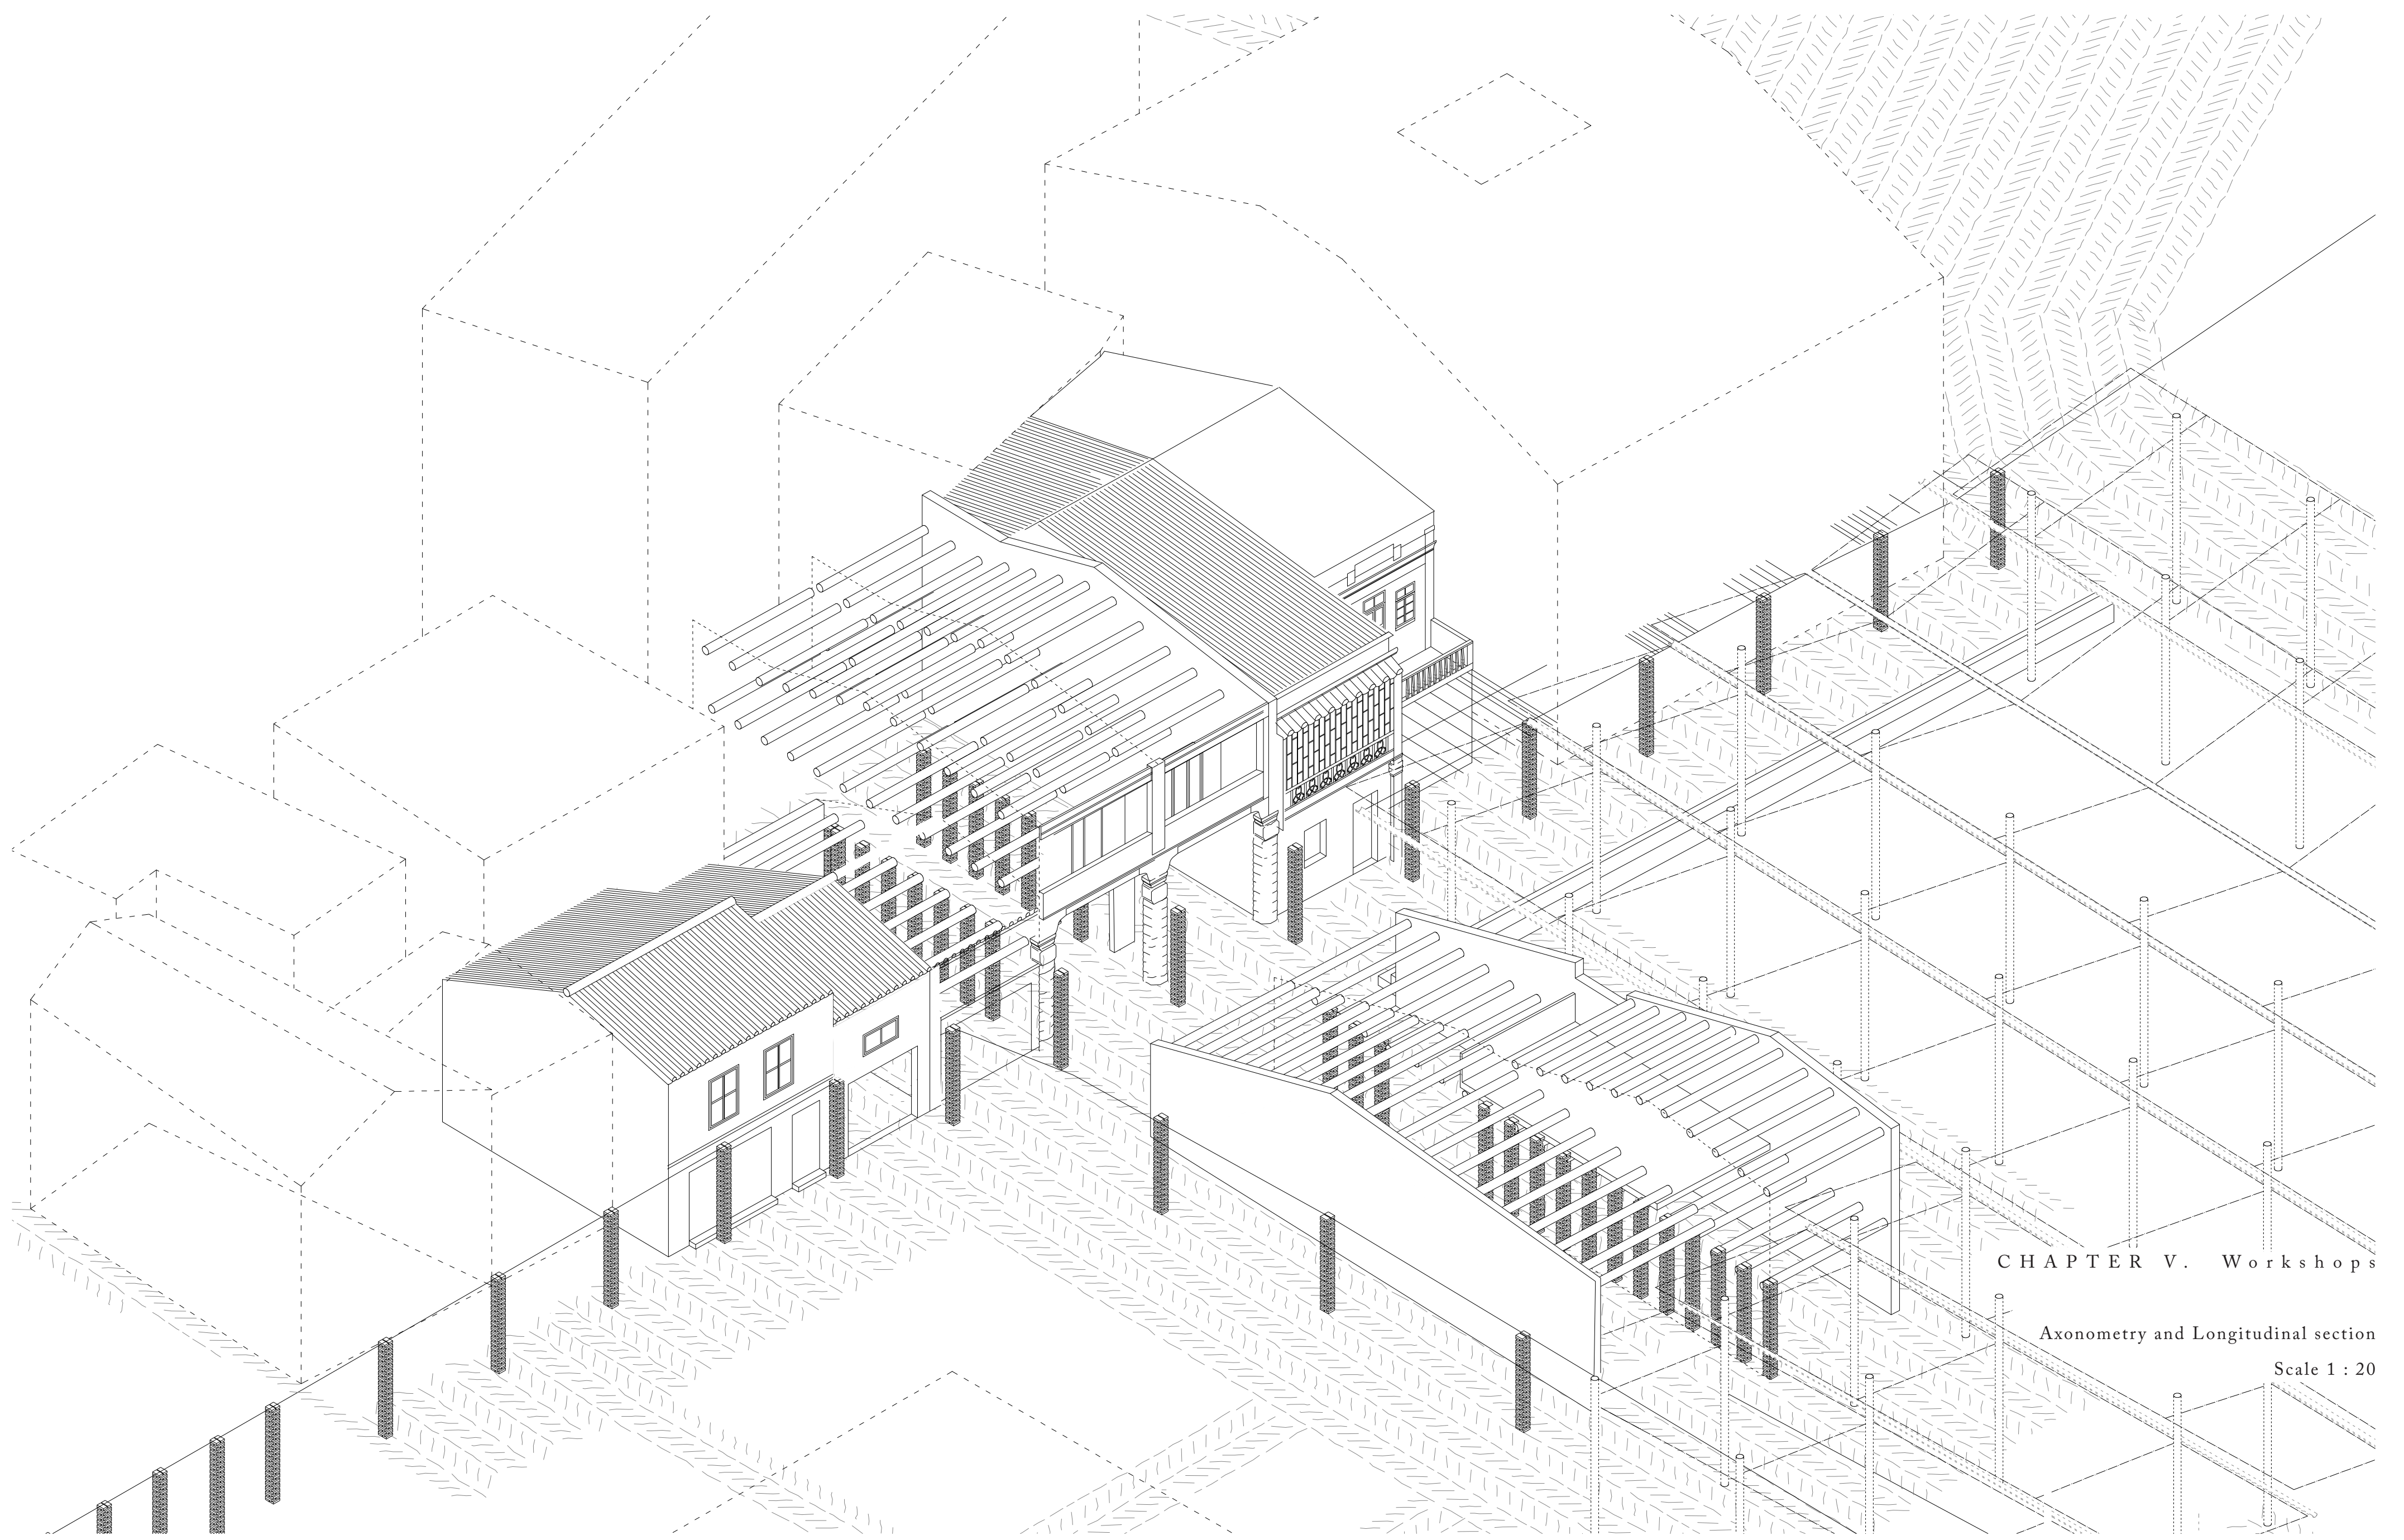 CHAPTER V. Workshops
Axonometry and Longitudinal section
Scale 1 : 20